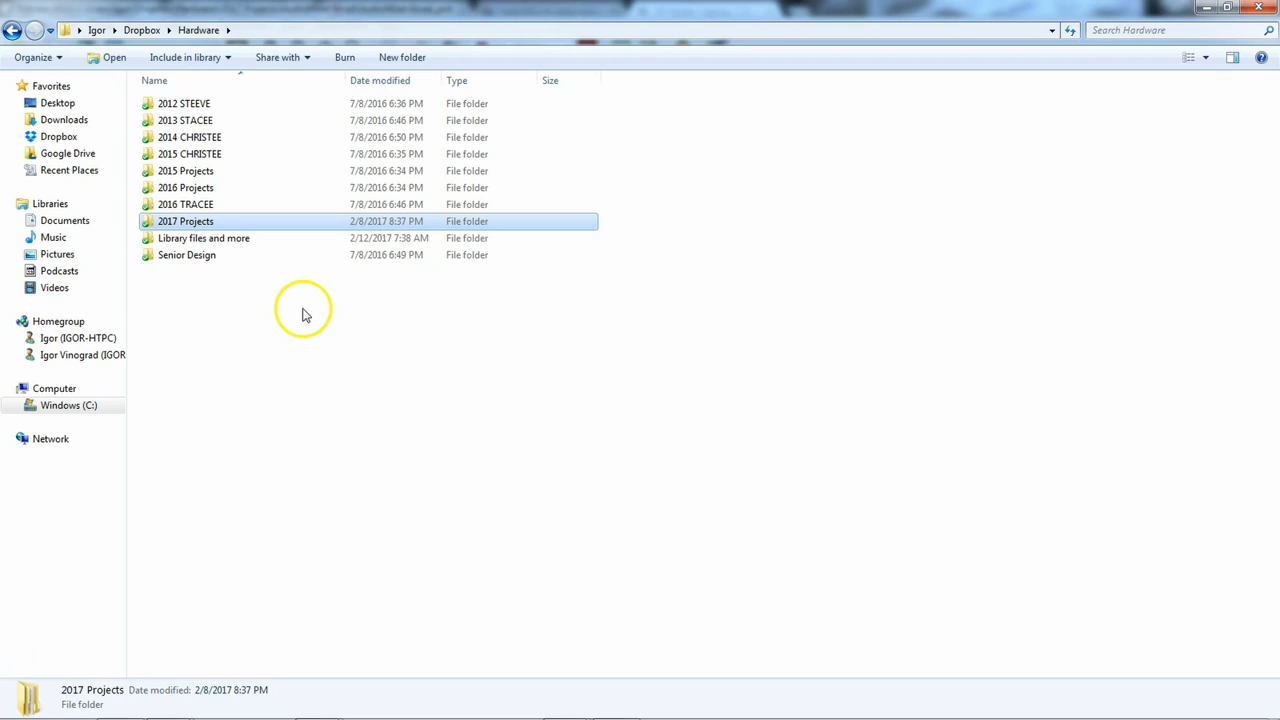 Igor Dropbox Hardware
Search Hardware
Organize Open Include in library Share with Burn New folder
Name Date modified Type Size
Favorites
Desktop
Downloads
Dropbox
Google Drive
Recent Places
Libraries
Documents
Music
Pictures
Podcasts
Videos
Homegroup
Igor (IGOR-HTPC)
Igor Vinograd (IGOR
Computer
Windows (C:)
Network
2012 STEEVE 7/8/2016 6:36 PM File folder
2013 STACEE 7/8/2016 6:46 PM File folder
2014 CHRISTEE 7/8/2016 6:50 PM File folder
2015 CHRISTEE 7/8/2016 6:35 PM File folder
2015 Projects 7/8/2016 6:34 PM File folder
2016 Projects 7/8/2016 6:34 PM File folder
2016 TRACEE 7/8/2016 6:46 PM File folder
2017 Projects 2/8/2017 8:37 PM File folder
Library files and more 2/12/2017 7:38 AM File folder
Senior Design 7/8/2016 6:49 PM File folder
2017 Projects Date modified: 2/8/2017 8:37 PM
File folder